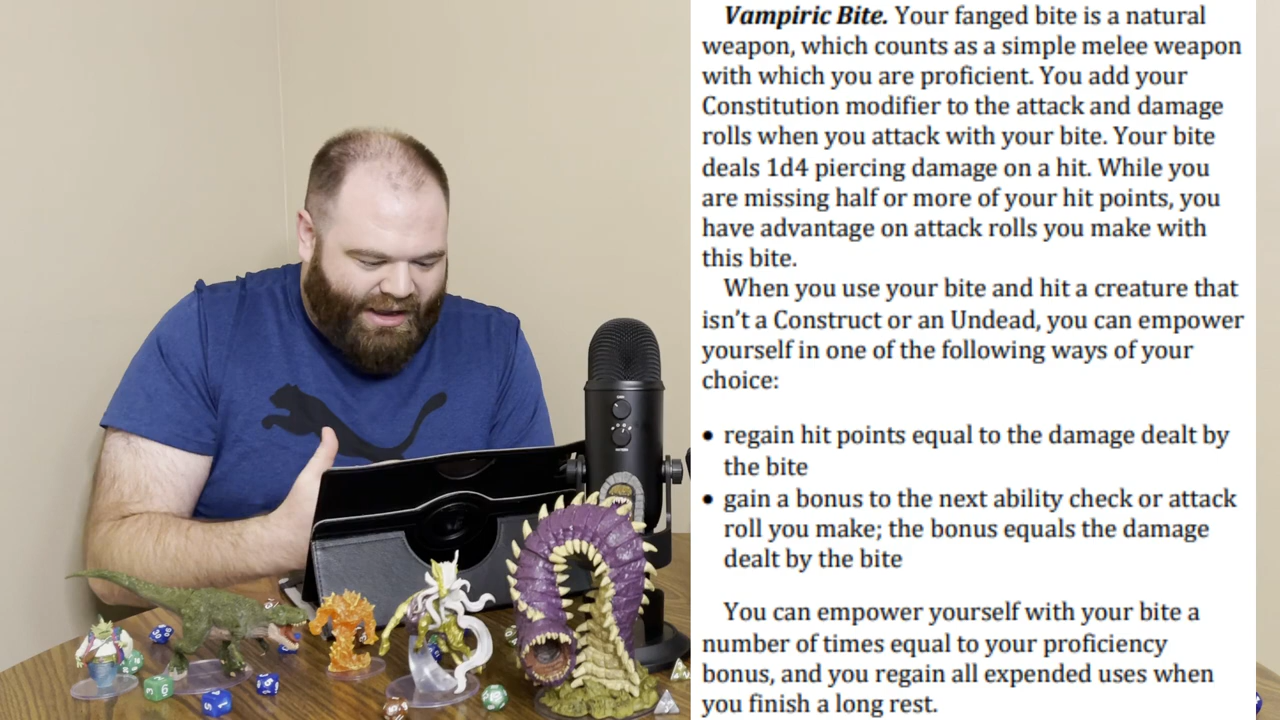 Vampiric Bite. Your fanged bite is a natural
weapon, which counts as a simple melee weapon
with which you are proficient. You add your
Constitution modifier to the attack and damage
rolls when you attack with your bite. Your bite
deals 1d4 piercing damage on a hit. While you
are missing half or more of your hit points, you
have advantage on attack rolls you make with
this bite.
When you use your bite and hit a creature that
isn't a Construct or an Undead, you can empower
yourself in one of the following ways of your
choice:
• regain hit points equal to the damage dealt by
the bite
• gain a bonus to the next ability check or attack
roll you make; the bonus equals the damage
dealt by the bite
You can empower yourself with your bite a
number of times equal to your proficiency
bonus, and you regain all expended uses when
you finish a long rest.